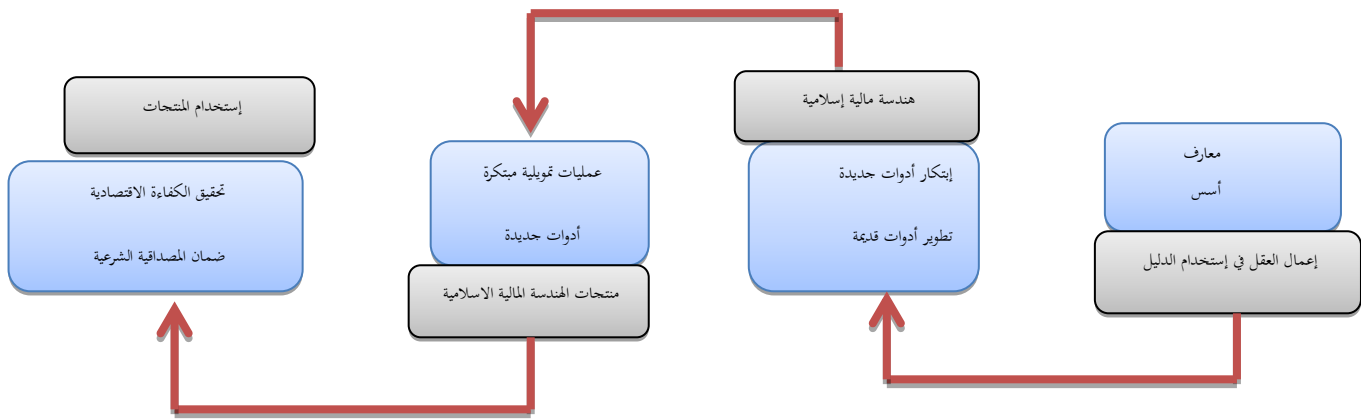 معارف
أسس
إعمال العقل في إستخدام الدليل
هندسة مالية إسلامية
إبتكار أدوات جديدة
تطوير أدوات قديمة
عمليات تمويلية مبتكرة
أدوات جديدة
منتجات الهندسة المالية الاسلامية
إستخدام المنتجات
تحقيق الكفاءة الاقتصادية
ضمان المصداقية الشرعية